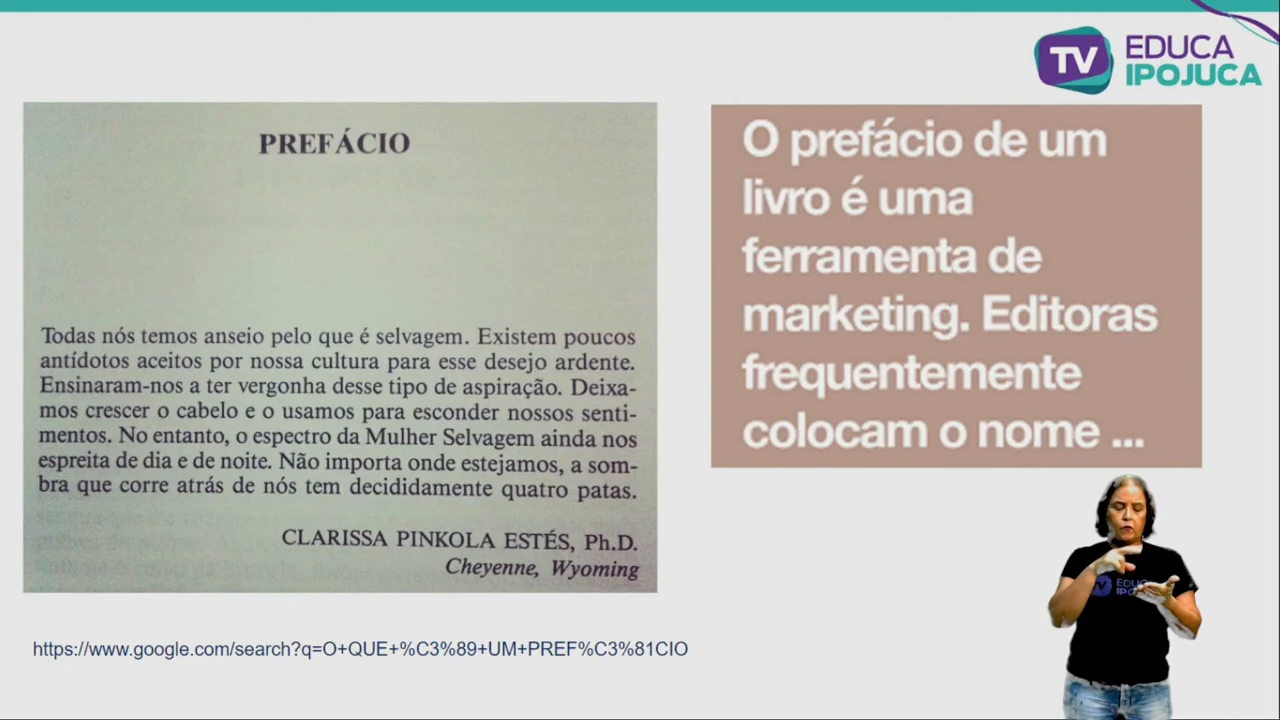 TV EDUCA
IPOJUCA
PREFÁCIO
Todas nós temos anseio pelo que é selvagem. Existem poucos
antídotos aceitos por nossa cultura para esse desejo ardente.
Ensinaram-nos a ter vergonha desse tipo de aspiração. Deixa-
mos crescer o cabelo e o usamos para esconder nossos senti-
mentos. No entanto, o espectro da Mulher Selvagem ainda nos
espreita de dia e de noite. Não importa onde estejamos, a som-
bra que corre atrás de nós tem decididamente quatro patas.
CLARISSA PINKOLA ESTÉS, Ph.D.
Cheyenne, Wyoming
O prefácio de um
livro é uma
ferramenta de
marketing. Editoras
frequentemente
colocam o nome ...
https://www.google.com/search?q=O+QUE+%C3%89+UM+PREF%C3%81CIO